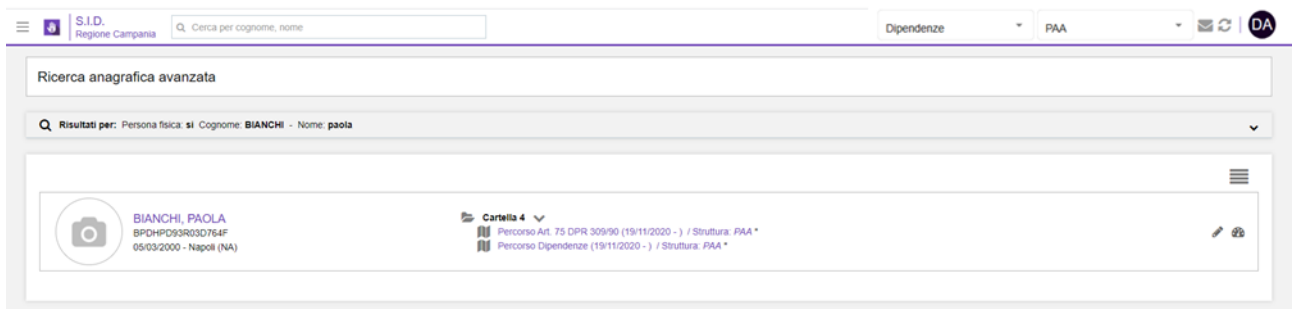 S.I.D.
Regione Campania
Cerca per cognome, nome
Dipendenze
PAA
DA
Ricerca anagrafica avanzata
Risultati per: Persona fisica: si Cognome: BIANCHI - Nome: paola
BIANCHI, PAOLA
BPDHPD93R03D764F
05/03/2000 - Napoli (NA)
Cartella 4
Percorso Art. 75 DPR 309/90 (19/11/2020 - ) / Struttura: PAA *
Percorso Dipendenze (19/11/2020 - ) / Struttura: PAA *